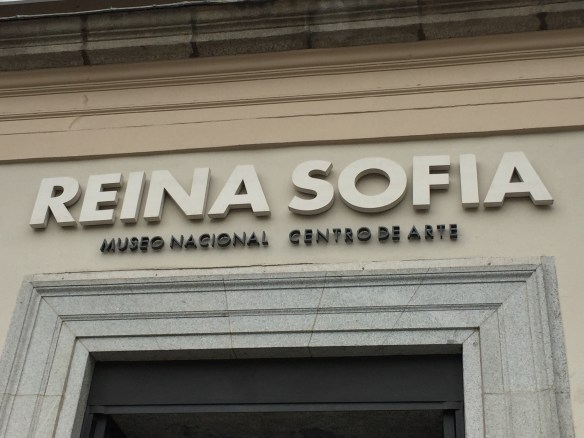 REINA SOFIA
MUSEO NACIONAL CENTRO DE ARTE